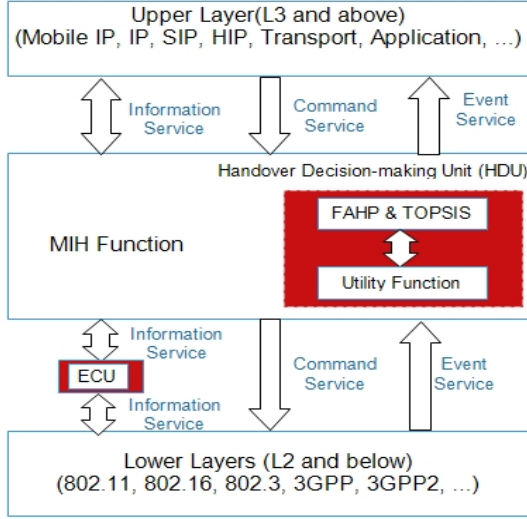 Upper Layer(L3 and above)
(Mobile IP, IP, SIP, HIP, Transport, Application, ...)
Information
Service
Command
Service
Event
Service
Handover Decision-making Unit (HDU)
FAHP & TOPSIS
MIH Function
Utility Function
Information
Service
ECU
Command
Service
Event
Service
Information
Service
Lower Layers (L2 and below)
(802.11, 802.16, 802.3, 3GPP, 3GPP2, ...)